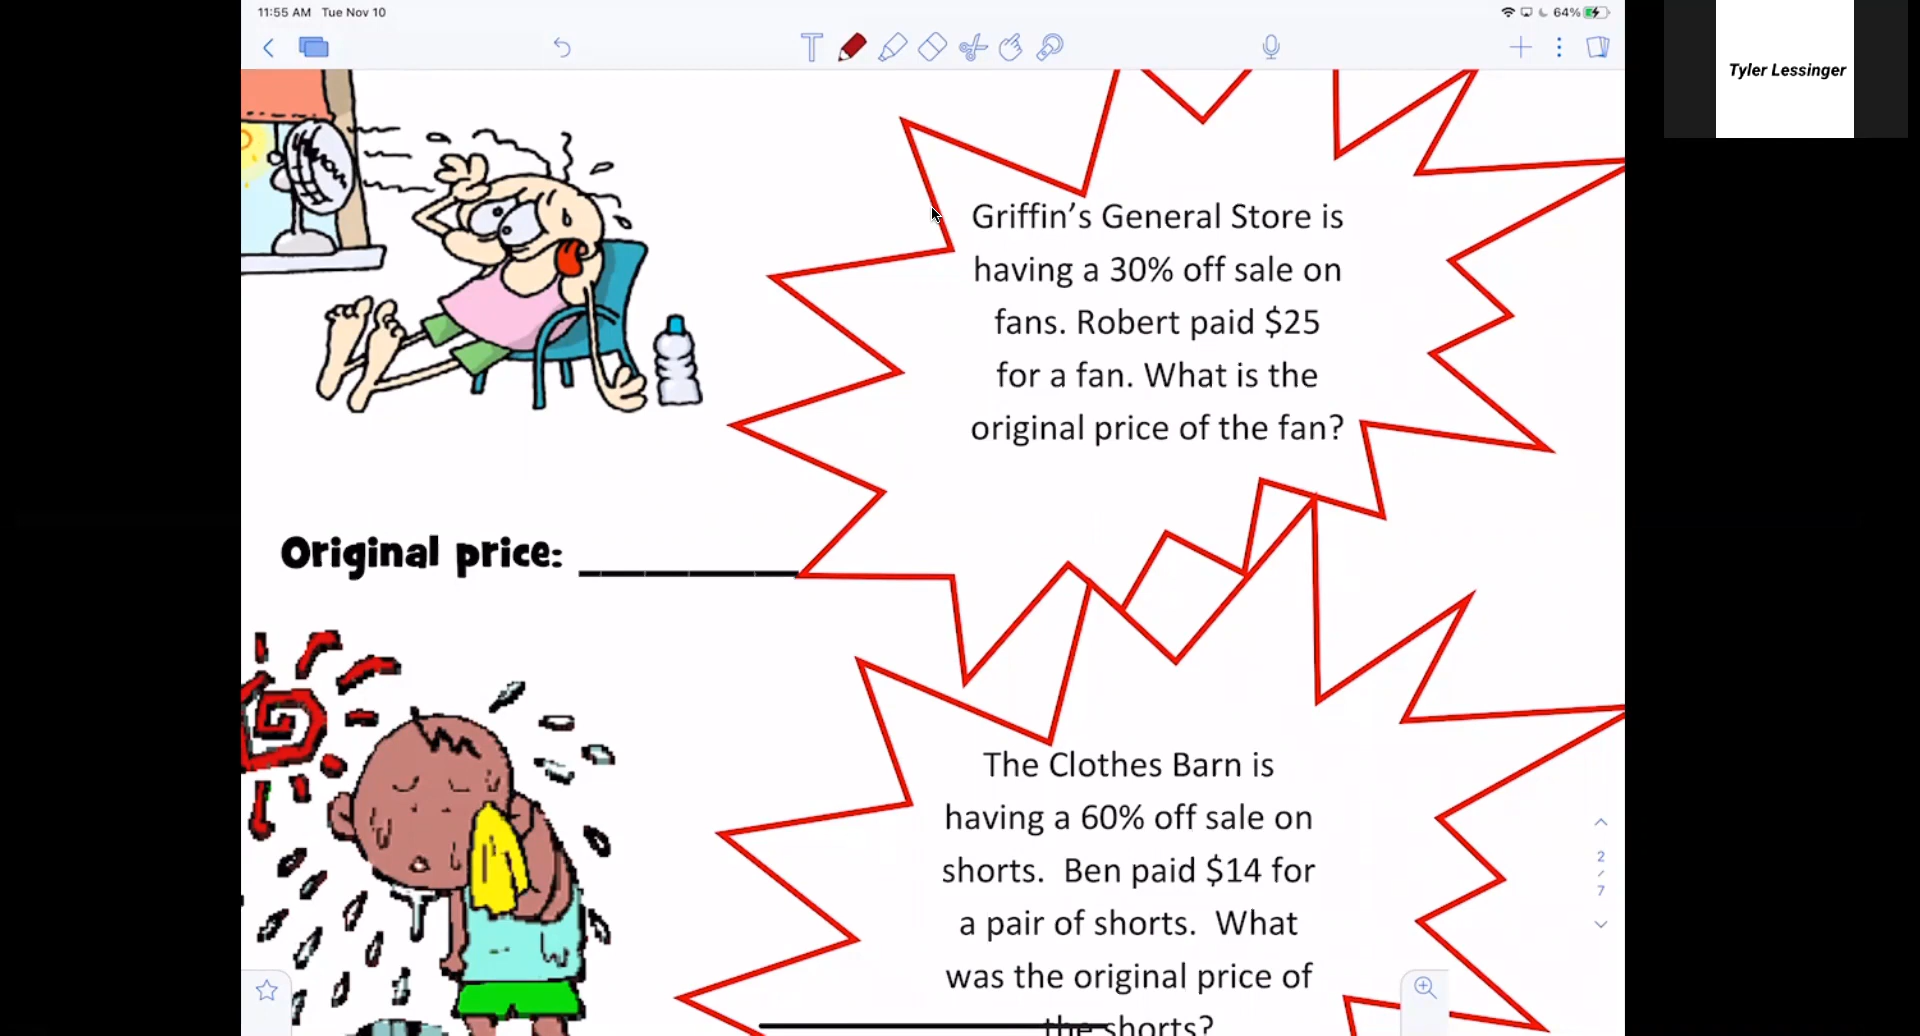 11:55 AM Tue Nov 10
64%
Tyler Lessinger
Griffin’s General Store is
having a 30% off sale on
fans. Robert paid $25
for a fan. What is the
original price of the fan?
Original price: __________
The Clothes Barn is
having a 60% off sale on
shorts.  Ben paid $14 for
a pair of shorts.  What
was the original price of
the shorts?
2
/
7